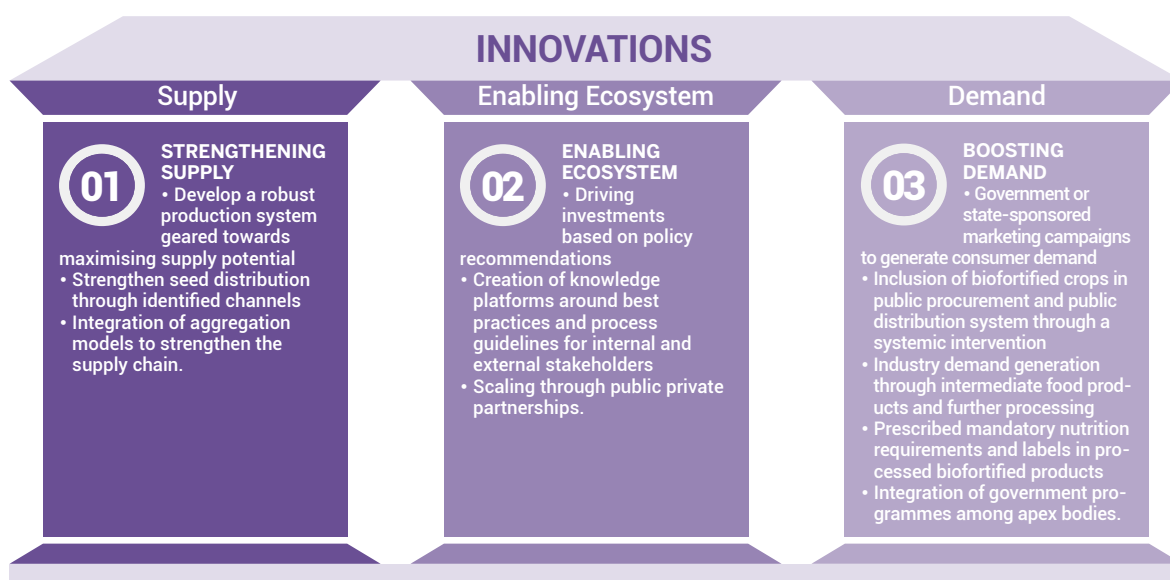 INNOVATIONS
Supply
01
STRENGTHENING
SUPPLY
• Develop a robust
production system
geared towards
maximising supply potential
• Strengthen seed distribution
through identified channels
• Integration of aggregation
models to strengthen the
supply chain.
Enabling Ecosystem
02
ENABLING
ECOSYSTEM
• Driving
investments
based on policy
recommendations
• Creation of knowledge
platforms around best
practices and process
guidelines for internal and
external stakeholders
• Scaling through public private
partnerships.
Demand
03
BOOSTING
DEMAND
• Government or
state-sponsored
marketing campaigns
to generate consumer demand
• Inclusion of biofortified crops in
public procurement and public
distribution system through a
systemic intervention
• Industry demand generation
through intermediate food prod-
ucts and further processing
• Prescribed mandatory nutrition
requirements and labels in pro-
cessed biofortified products
• Integration of government pro-
grammes among apex bodies.